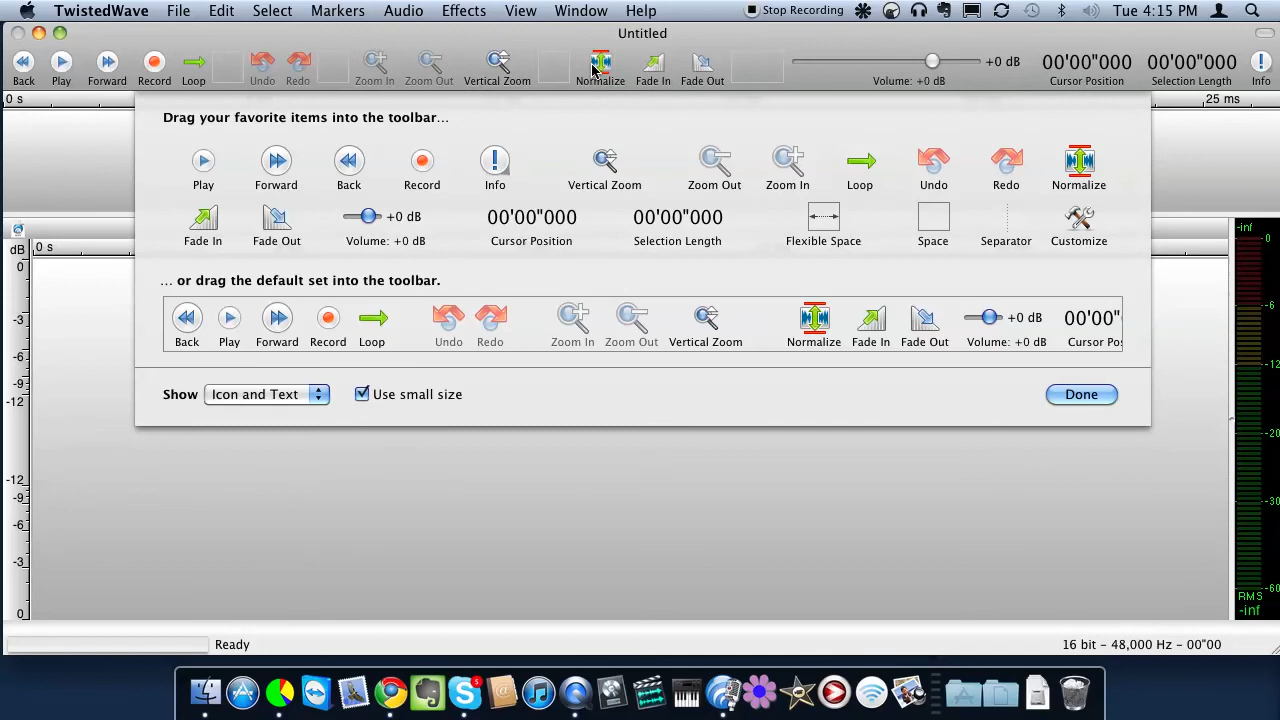 TwistedWave File Edit Select Markers Audio Effects View Window Help Stop Recording 4 Tue 4:15 PM
Untitled
Back Play Forward Record Loop Undo Redo Zoom In Zoom Out Vertical Zoom Normalize Fade In Fade Out Volume: +0 dB +0 dB 00'00"000 Cursor Position 00'00"000 Selection Length Info
0 s 25 ms
Drag your favorite items into the toolbar...
Play Forward Back Record Info Vertical Zoom Zoom Out Zoom In Loop Undo Redo Normalize
+0 dB 00'00"000 00'00"000
Fade In Fade Out Volume: +0 dB Cursor Position Selection Length Flexible Space Space Separator Customize
... or drag the default set into the toolbar.
+0 dB 00'00"
Back Play Forward Record Loop Undo Redo Zoom In Zoom Out Vertical Zoom Normalize Fade In Fade Out Volume: +0 dB Cursor Pos
Show Icon and Text Use small size Done
dB 0 s
0
-3
-6
-9
-12
-12
-9
-6
-3
0
-inf
0
-6
-12
-20
-30
-60
RMS
-inf
Ready 16 bit - 48,000 Hz - 00"00
5